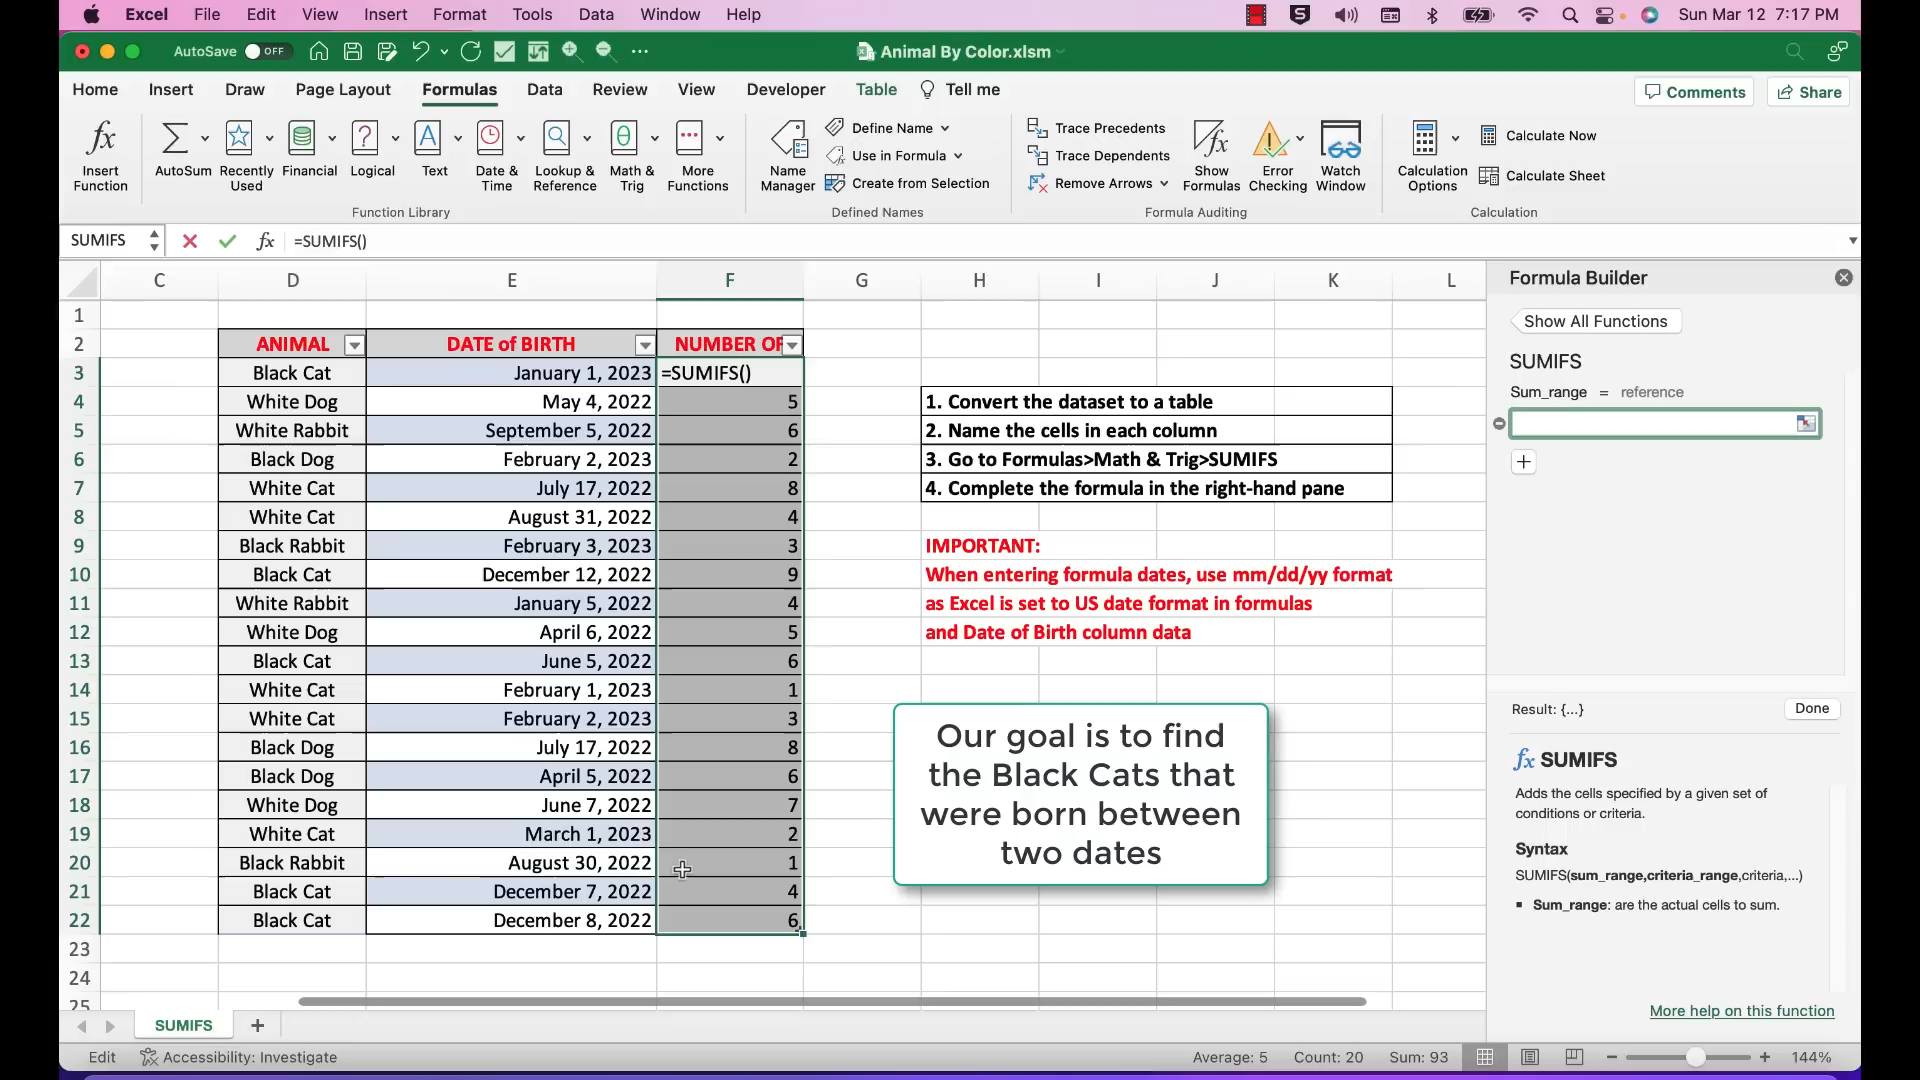 Excel File Edit View Insert Format Tools Data Window Help Sun Mar 12 7:17 PM
AutoSave OFF Animal By Color.xlsm
Home Insert Draw Page Layout Formulas Data Review View Developer Table Tell me Comments Share
Insert Function
AutoSum
Recently Used
Financial
Logical
Text
Date & Time
Lookup & Reference
Math & Trig
More Functions
Function Library
Name Manager
Define Name
Use in Formula
Create from Selection
Defined Names
Trace Precedents
Trace Dependents
Remove Arrows
Show Formulas
Error Checking
Watch Window
Formula Auditing
Calculation Options
Calculate Now
Calculate Sheet
Calculation
SUMIFS fx =SUMIFS()
C D E F G H I J K L
1
2 ANIMAL DATE of BIRTH NUMBER OF
3 Black Cat January 1, 2023 =SUMIFS()
4 White Dog May 4, 2022 5
5 White Rabbit September 5, 2022 6
6 Black Dog February 2, 2023 2
7 White Cat July 17, 2022 8
8 White Cat August 31, 2022 4
9 Black Rabbit February 3, 2023 3
10 Black Cat December 12, 2022 9
11 White Rabbit January 5, 2022 4
12 White Dog April 6, 2022 5
13 Black Cat June 5, 2022 6
14 White Cat February 1, 2023 1
15 White Cat February 2, 2023 3
16 Black Dog July 17, 2022 8
17 Black Dog April 5, 2022 6
18 White Dog June 7, 2022 7
19 White Cat March 1, 2023 2
20 Black Rabbit August 30, 2022 1
21 Black Cat December 7, 2022 4
22 Black Cat December 8, 2022 6
23
24
25
1. Convert the dataset to a table
2. Name the cells in each column
3. Go to Formulas>Math & Trig>SUMIFS
4. Complete the formula in the right-hand pane
IMPORTANT:
When entering formula dates, use mm/dd/yy format
as Excel is set to US date format in formulas
and Date of Birth column data
Our goal is to find
the Black Cats that
were born between
two dates
Formula Builder
Show All Functions
SUMIFS
Sum_range = reference
Result: {...} Done
fx SUMIFS
Adds the cells specified by a given set of
conditions or criteria.
Syntax
SUMIFS(sum_range,criteria_range,criteria,...)
▪ Sum_range: are the actual cells to sum.
More help on this function
SUMIFS
Edit Accessibility: Investigate Average: 5 Count: 20 Sum: 93 144%